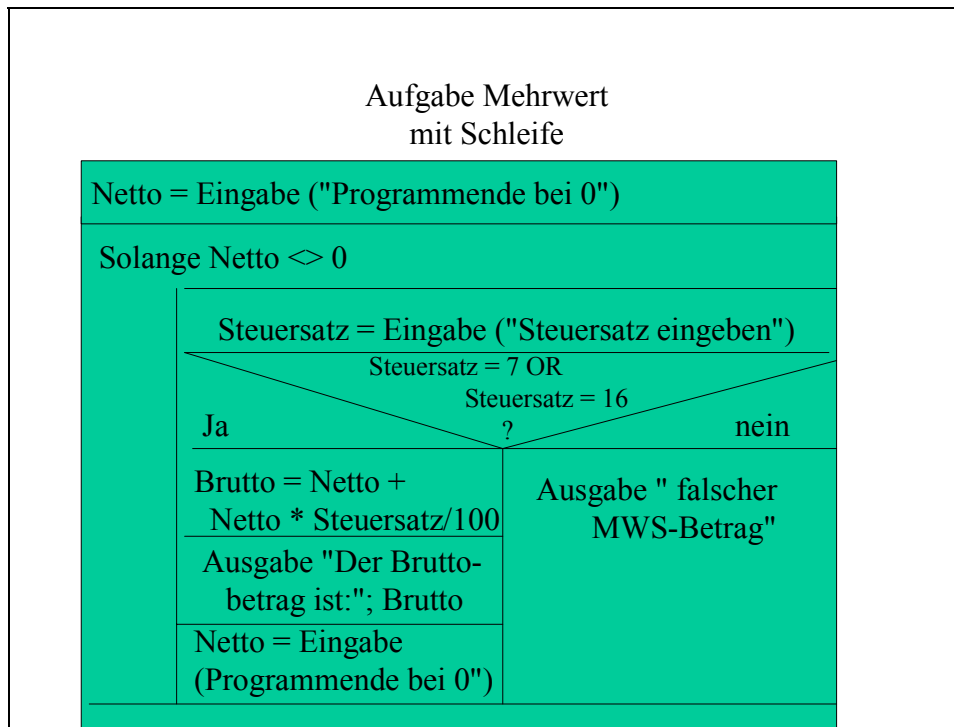 Aufgabe Mehrwert
mit Schleife
Netto = Eingabe ("Programmende bei 0")
Solange Netto <> 0
Steuersatz = Eingabe ("Steuersatz eingeben")
Steuersatz = 7 OR
Steuersatz = 16
?
Ja
nein
Brutto = Netto +
Netto * Steuersatz/100
Ausgabe "Der Brutto-
betrag ist:"; Brutto
Netto = Eingabe
(Programmende bei 0")
Ausgabe " falscher
MWS-Betrag"